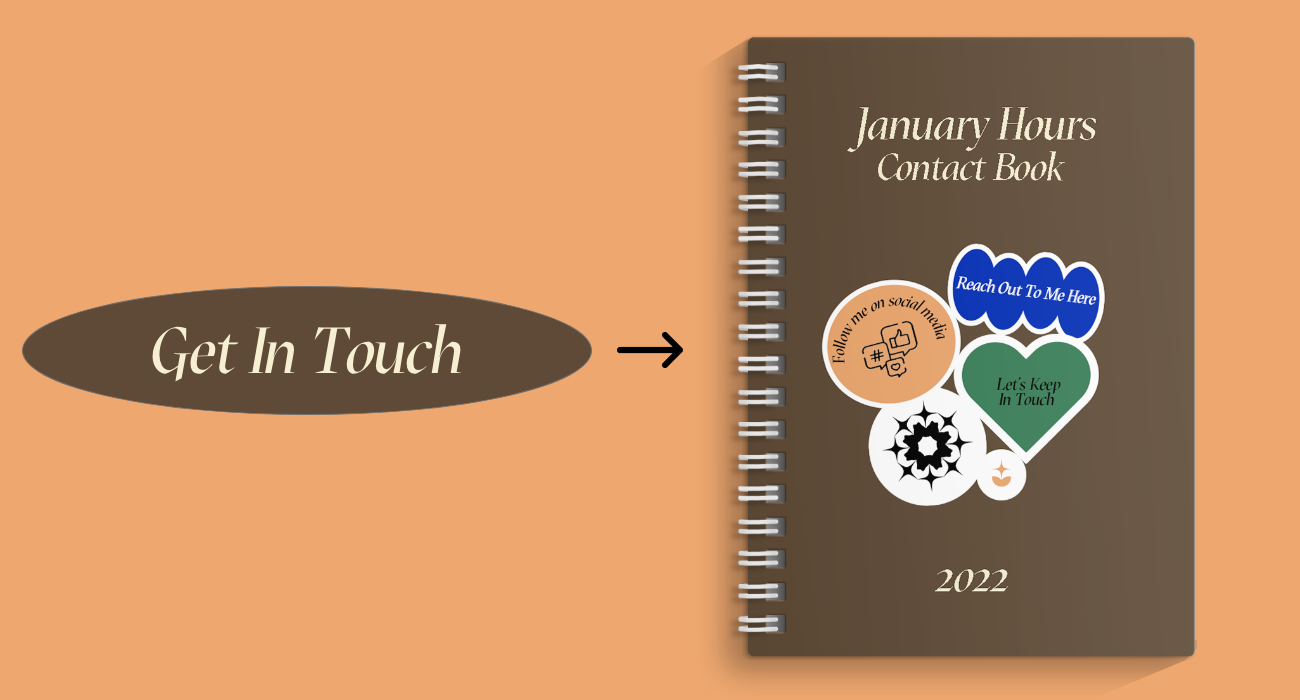 Get In Touch
January Hours
Contact Book
Reach Out To Me Here
Follow me on social media
#
Let's Keep
In Touch
2022